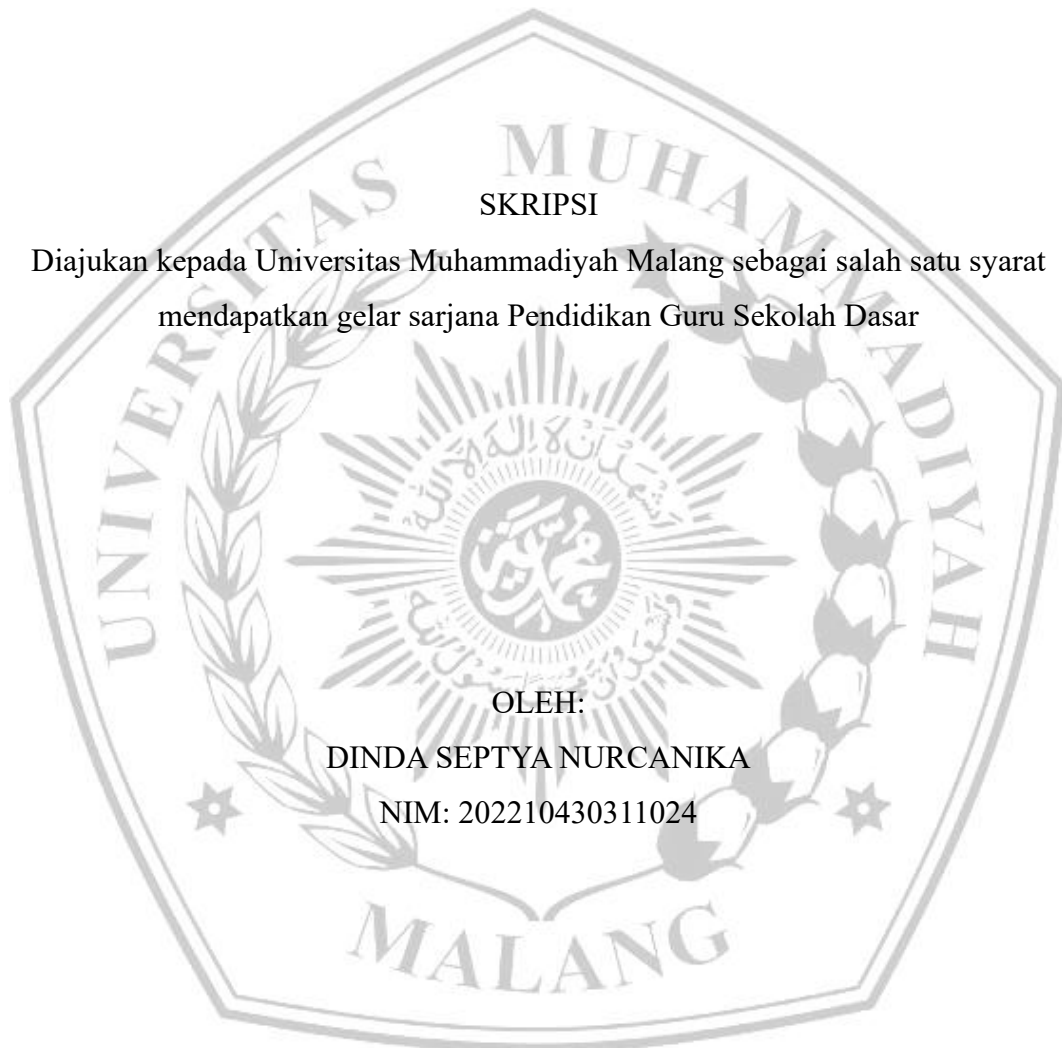 UNIVERSITAS MUHAMMADIYAH
SKRIPSI
Diajukan kepada Universitas Muhammadiyah Malang sebagai salah satu syarat
mendapatkan gelar sarjana Pendidikan Guru Sekolah Dasar
OLEH:
DINDA SEPTYA NURCANIKA
NIM: 202210430311024
MALANG